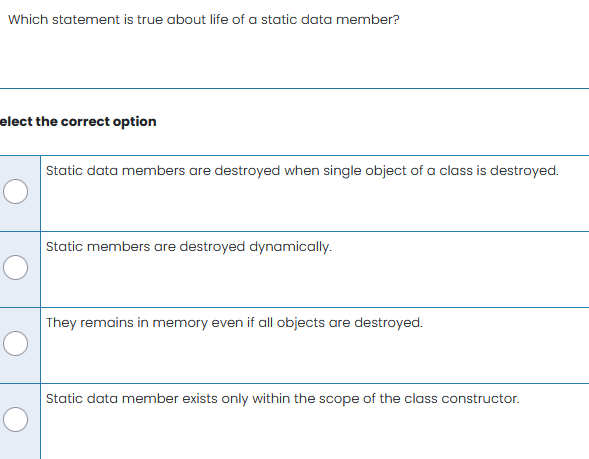 Which statement is true about life of a static data member?
elect the correct option
Static data members are destroyed when single object of a class is destroyed.
Static members are destroyed dynamically.
They remains in memory even if all objects are destroyed.
Static data member exists only within the scope of the class constructor.